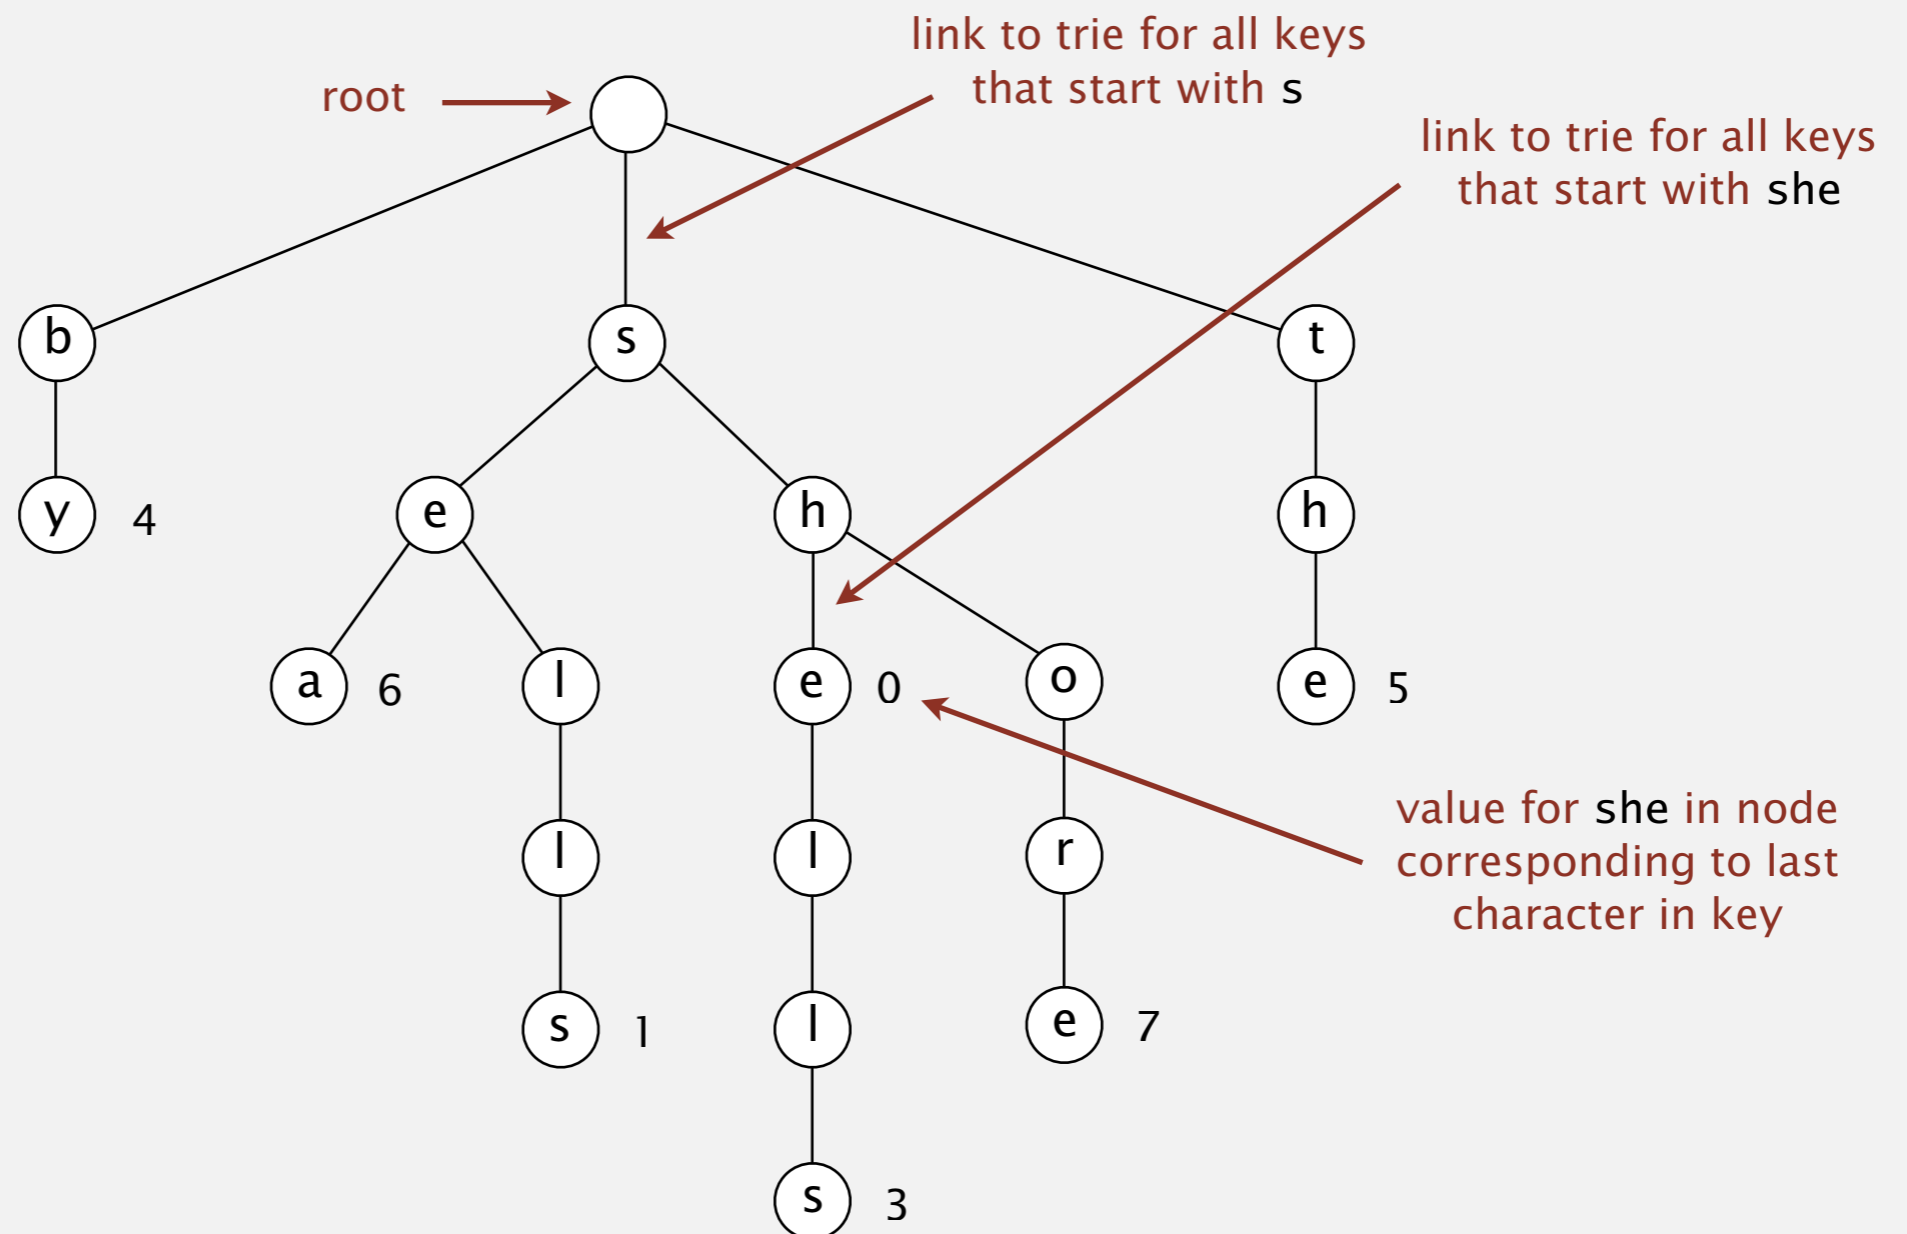 link to trie for all keys
that start with s
root
link to trie for all keys
that start with she
b
s
t
y 4
e
h
h
a 6
l
e 0
o
e 5
l
l
r
value for she in node
corresponding to last
character in key
s 1
l
e 7
s 3